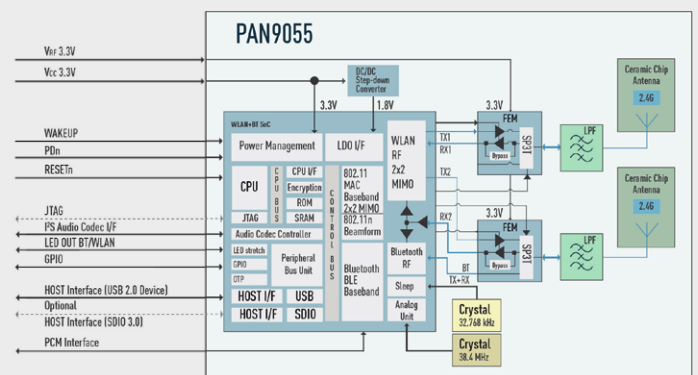 PAN9055
VRF 3.3V
VCC 3.3V
DC/DC
Step-down
Converter
3.3V
1.8V
3.3V
FEM
Ceramic Chip
Antenna
2.4G
WLAN+BT SoC
WAKEUP
PDn
RESETn
Power Management
LDO I/F
WLAN
RF
2x2
MIMO
TX1
RX1
Bypass
SP3T
LPF
CPU
CPU BUS
CPU I/F
Encryption
ROM
SRAM
JTAG
CONTROL BUS
802.11
MAC
Baseband
2x2 MIMO
802.11n
Beamform
TX2
RX2
Ceramic Chip
Antenna
2.4G
JTAG
I²S Audio Codec I/F
LED OUT BT/WLAN
GPIO
Audio Codec Controller
LED stretch
GPIO
OTP
Peripheral
Bus Unit
Bluetooth
BLE
Baseband
Bluetooth
RF
BT
TX+RX
3.3V
FEM
Bypass
SP3T
LPF
HOST Interface (USB 2.0 Device)
Optional
HOST Interface (SDIO 3.0)
PCM Interface
HOST I/F
USB
HOST I/F
SDIO
Sleep
Analog
Unit
Crystal
32.768 kHz
Crystal
38.4 MHz